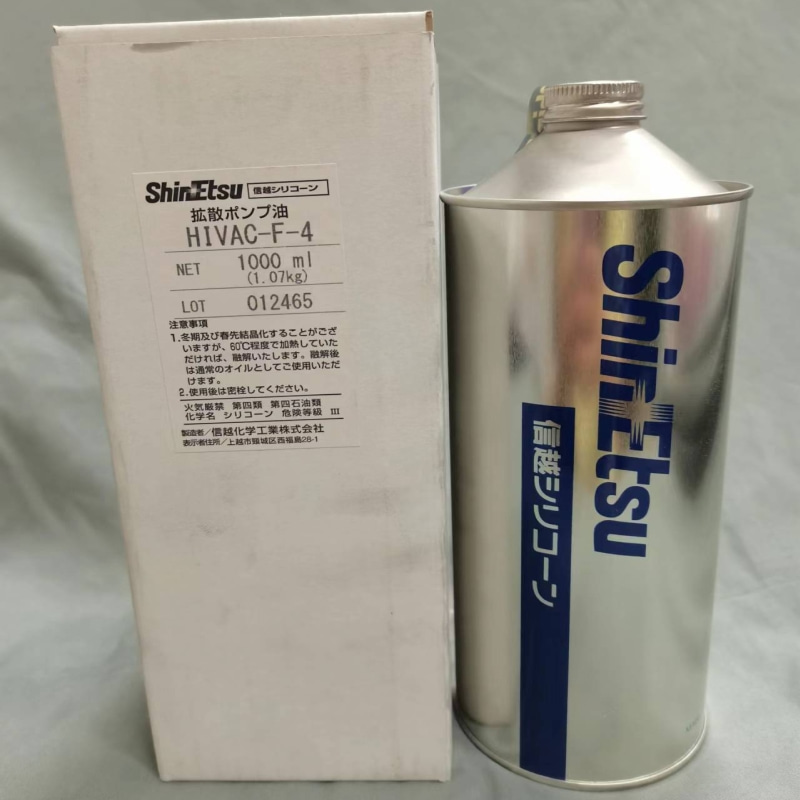 ShinEtsu 信越シリコーン
拡散ポンプ油
HIVAC-F-4
NET 1000 ml
(1.07kg)
LOT 012465
注意事項
1.冬期及び春先結晶化することがござ
いますが、60℃程度で加熱していた
だければ、融解いたします。融解後
は通常のオイルとしてご使用いただ
けます。
2.使用後は密栓してください。
火気厳禁 第四類 第四石油類
化学名 シリコーン 危険等級 III
製造者/信越化学工業株式会社
表示者住所/上越市頸城区西福島28-1
ShinEtsu
信越シリコーン